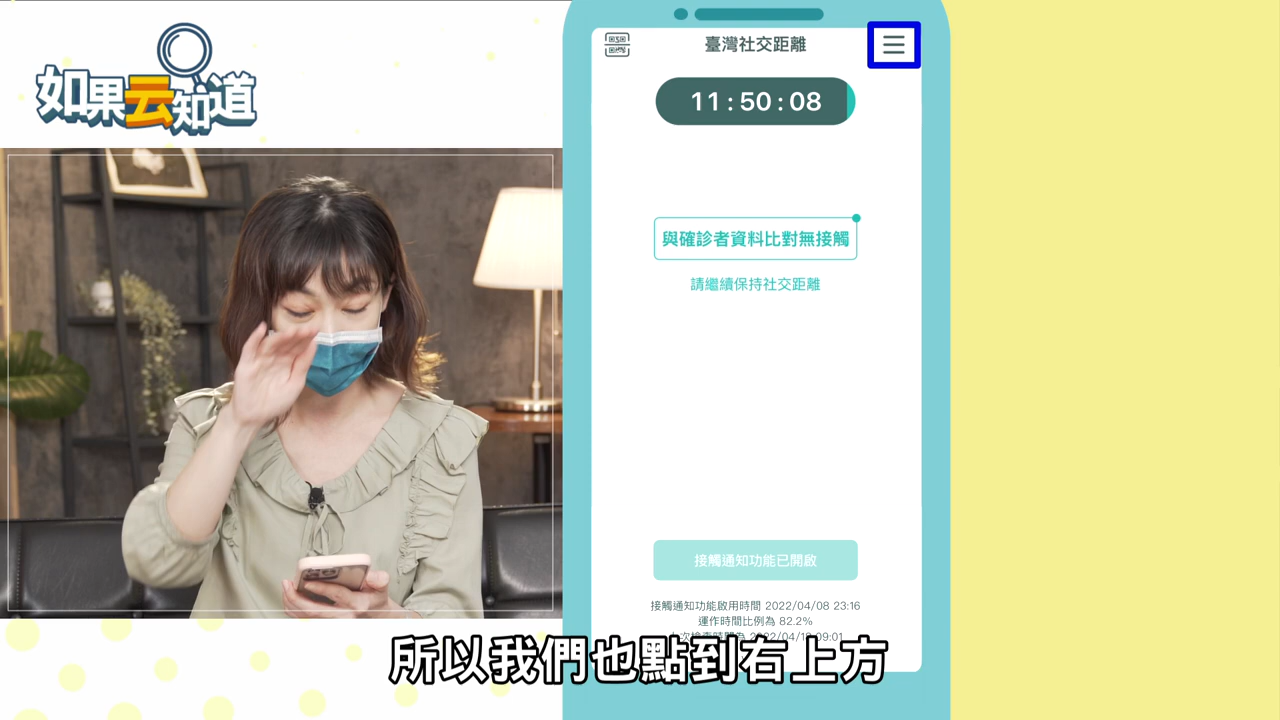 如果云知道
臺灣社交距離
11:50:08
與確診者資料比對無接觸
請繼續保持社交距離
接觸通知功能已開啟
接觸通知功能啟用時間 2022/04/08 23:16
運作時間比例為 82.2%
所以我們也點到右上方